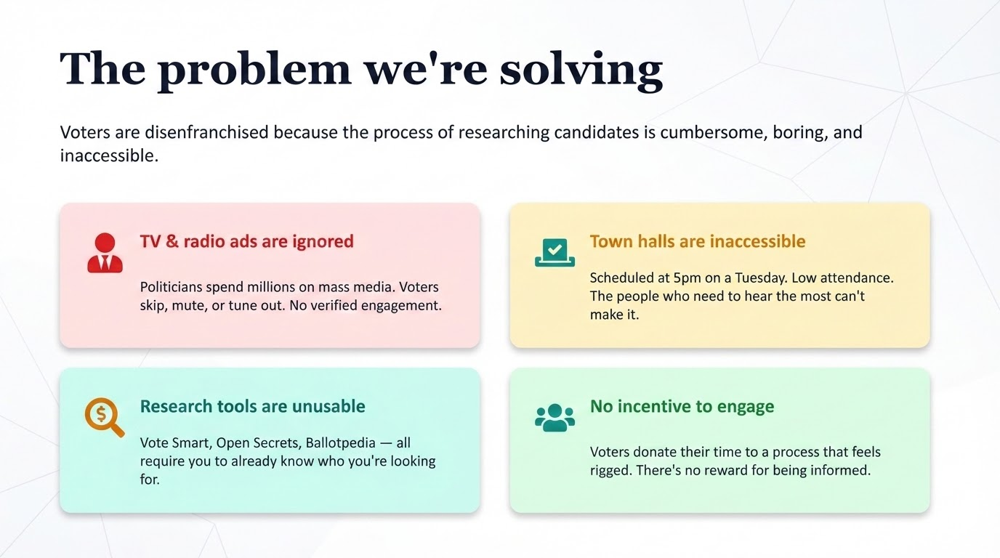 The problem we're solving
Voters are disenfranchised because the process of researching candidates is cumbersome, boring, and
inaccessible.
TV & radio ads are ignored
Politicians spend millions on mass media. Voters
skip, mute, or tune out. No verified engagement.
Town halls are inaccessible
Scheduled at 5pm on a Tuesday. Low attendance.
The people who need to hear the most can't
make it.
Research tools are unusable
Vote Smart, Open Secrets, Ballotpedia — all
require you to already know who you're looking
for.
No incentive to engage
Voters donate their time to a process that feels
rigged. There's no reward for being informed.